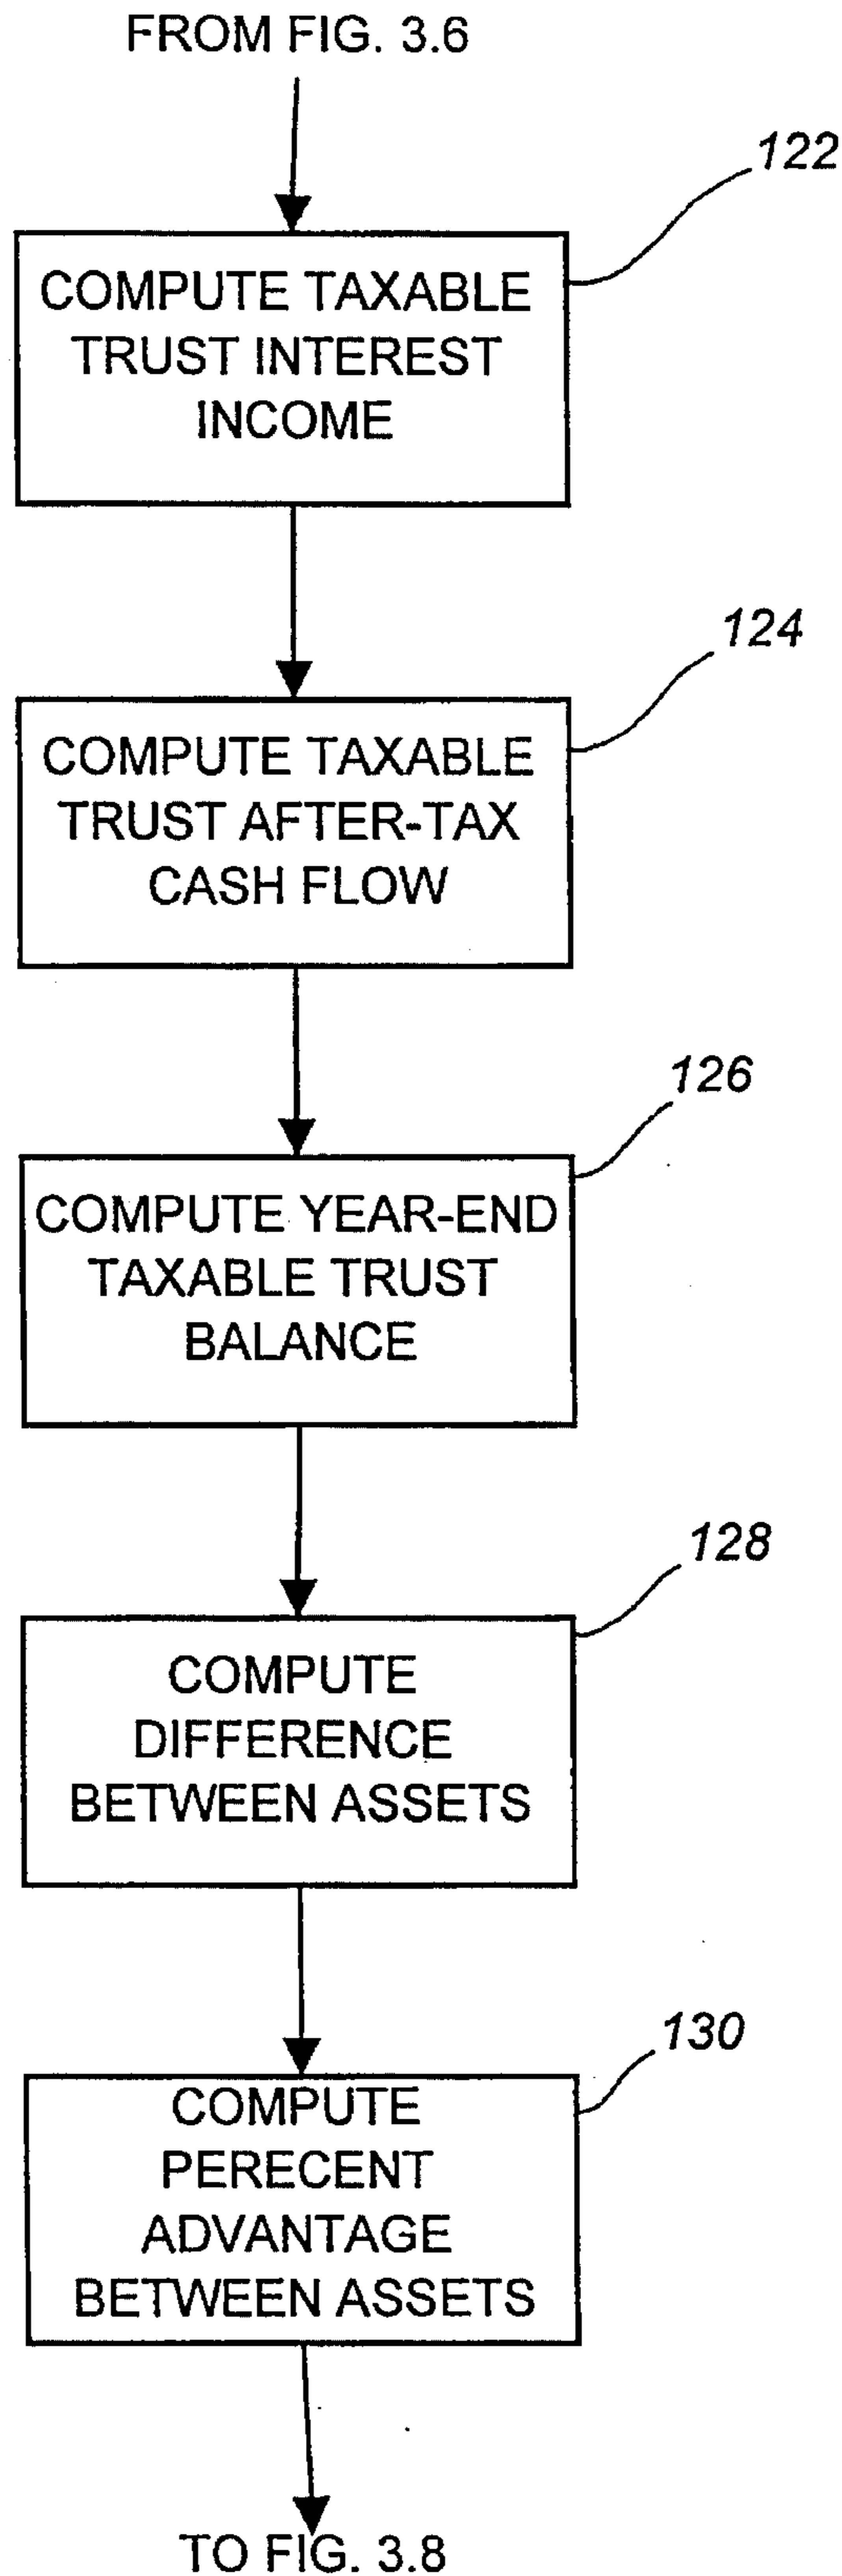 FROM FIG. 3.6
122
COMPUTE TAXABLE
TRUST INTEREST
INCOME
124
COMPUTE TAXABLE
TRUST AFTER-TAX
CASH FLOW
126
COMPUTE YEAR-END
TAXABLE TRUST
BALANCE
128
COMPUTE
DIFFERENCE
BETWEEN ASSETS
130
COMPUTE
PERECENT
ADVANTAGE
BETWEEN ASSETS
TO FIG. 3.8